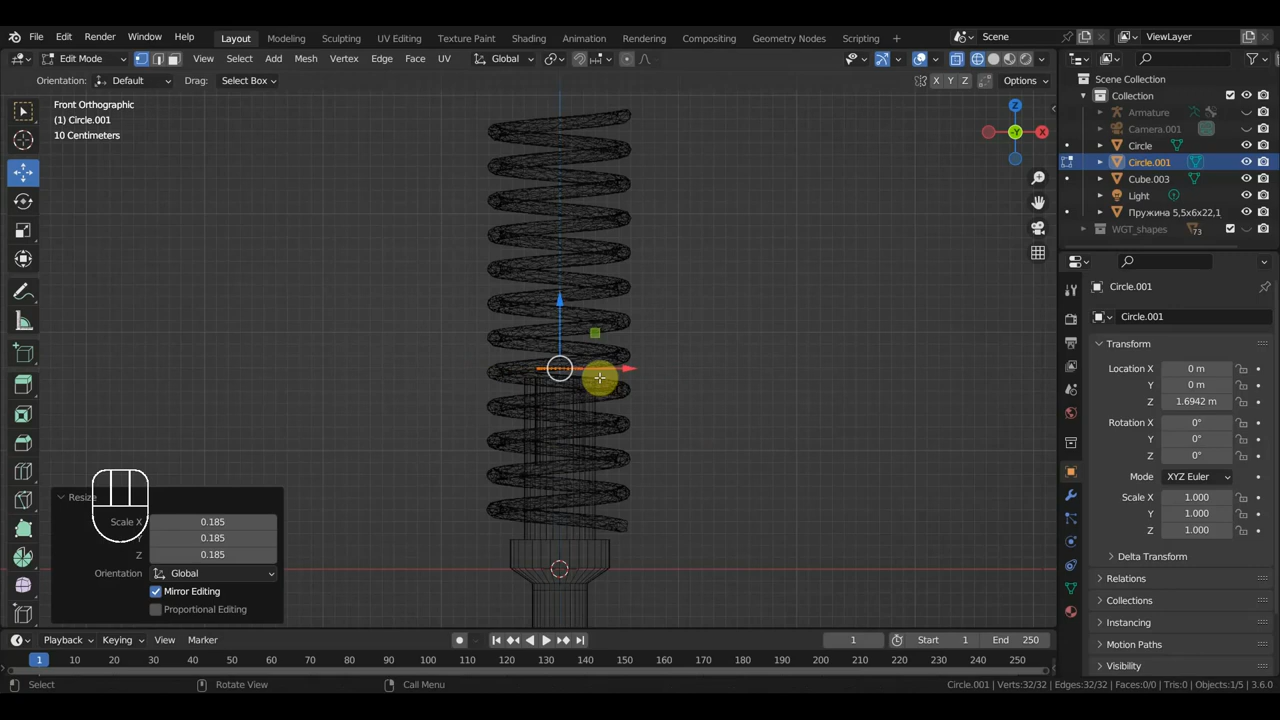 File Edit Render Window Help Layout Modeling Sculpting UV Editing Texture Paint Shading Animation Rendering Compositing Geometry Nodes Scripting Scene ViewLayer
Edit Mode View Select Add Mesh Vertex Edge Face UV Global
Orientation: Default Drag: Select Box X Y Z Options
Front Orthographic
(1) Circle.001
10 Centimeters
Z
X
-Y
Scene Collection
Collection
Armature
Camera.001
Circle
Circle.001
Cube.003
Light
Пружина 5,5x6x22,1
WGT_shapes 73
Circle.001
Circle.001
Transform
Location X 0 m
Y 0 m
Z 1.6942 m
Rotation X 0°
Y 0°
Z 0°
Mode XYZ Euler
Scale X 1.000
Y 1.000
Z 1.000
Delta Transform
Relations
Collections
Instancing
Motion Paths
Visibility
Resize
Scale X 0.185
0.185
Z 0.185
Orientation Global
Mirror Editing
Proportional Editing
Playback Keying View Marker 1 Start 1 End 250
1 10 20 30 40 50 60 70 80 90 100 110 120 130 140 150 160 170 180 190 200 210 220 230 240 250
Select Rotate View Call Menu Circle.001 | Verts:32/32 | Edges:32/32 | Faces:0/0 | Tris:0 | Objects:1/5 | 3.6.0